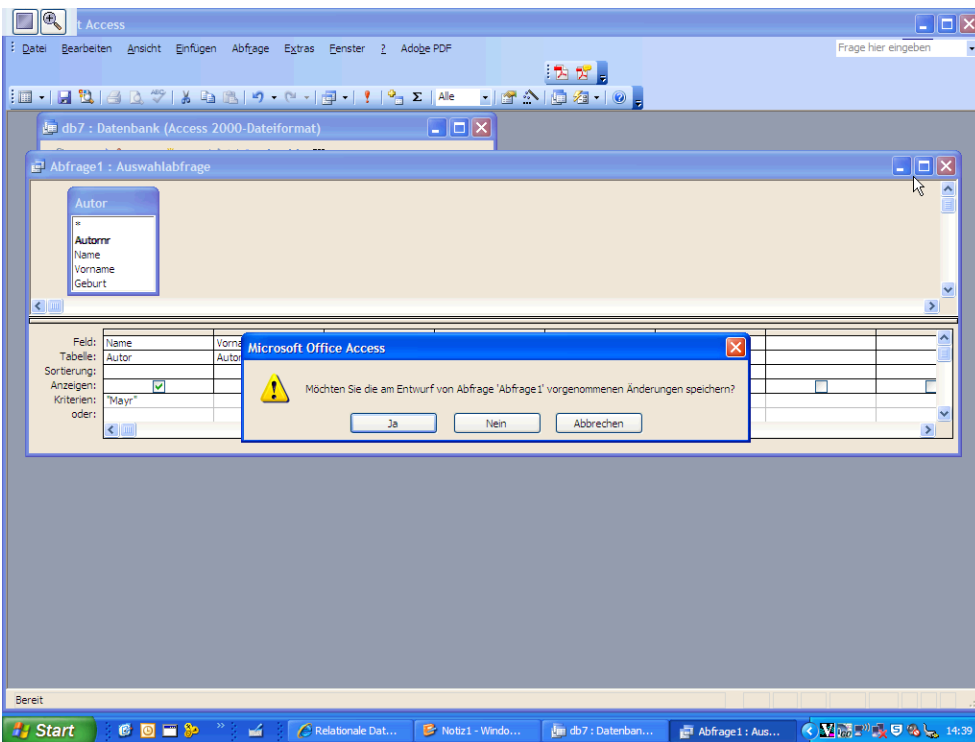 t Access
Datei Bearbeiten Ansicht Einfügen Abfrage Extras Fenster ? Adobe PDF
Frage hier eingeben
Alle
db7 : Datenbank (Access 2000-Dateiformat)
Abfrage1 : Auswahlabfrage
Autor
*
Autornr
Name
Vorname
Geburt
Feld: Name Vorna
Tabelle: Autor Autor
Sortierung:
Anzeigen:
Kriterien: "Mayr"
oder:
Microsoft Office Access
Möchten Sie die am Entwurf von Abfrage 'Abfrage1' vorgenommenen Änderungen speichern?
Ja Nein Abbrechen
Bereit
Start Relationale Dat... Notiz1 - Windo... db7 : Datenban... Abfrage1 : Aus... 14:39